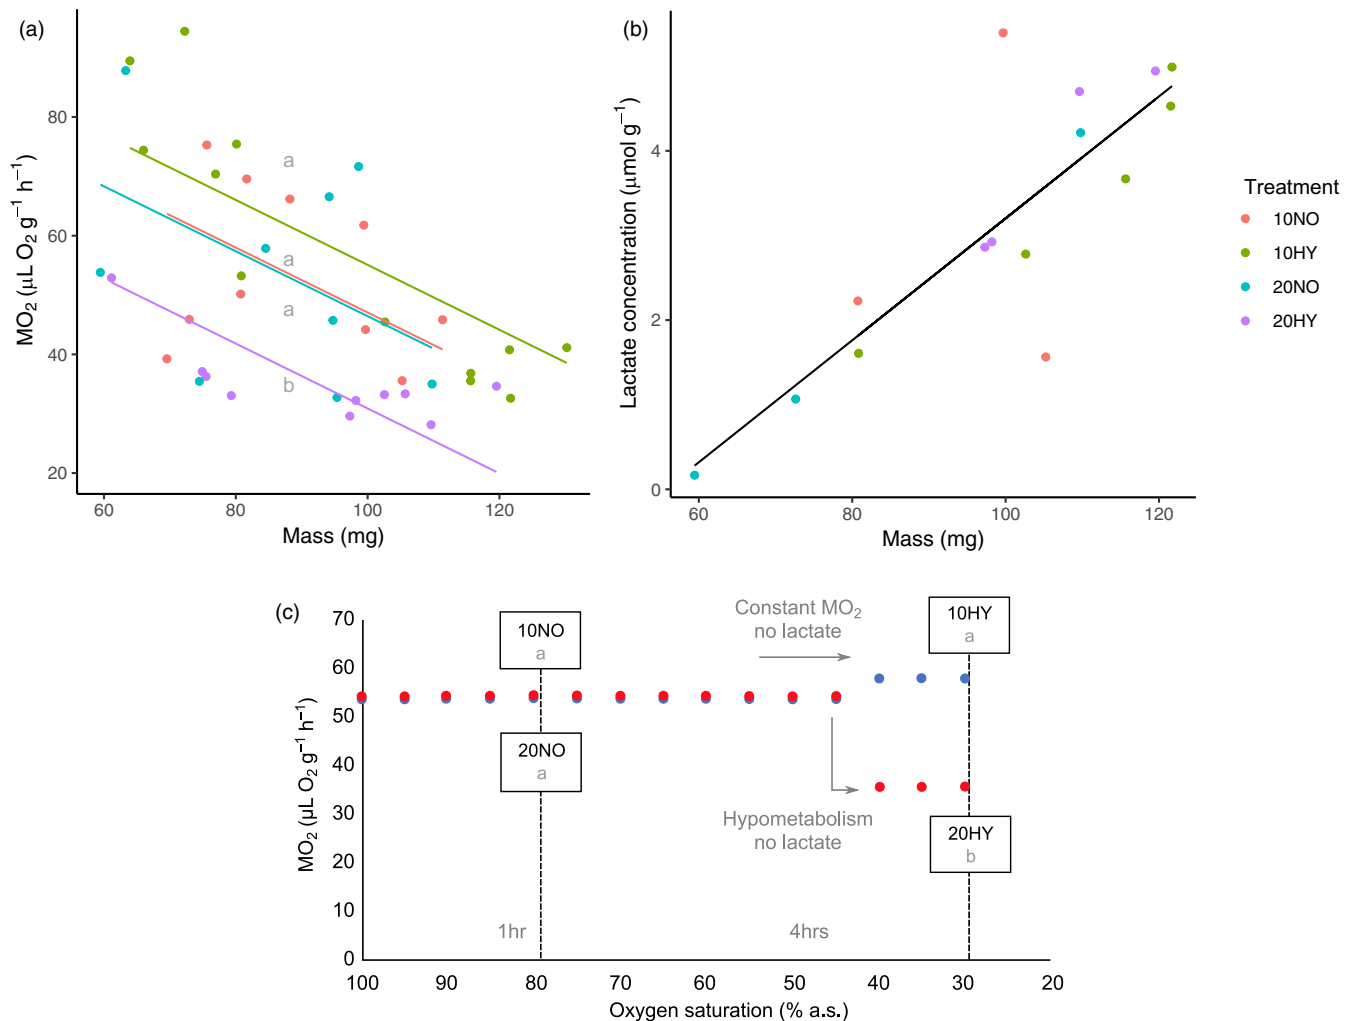 (a)
80
60
40
20
MO₂ (μL O₂ g⁻¹ h⁻¹)
a
a
a
b
60
80
100
120
Mass (mg)
(b)
4
2
0
Lactate concentration (μmol g⁻¹)
60
80
100
120
Mass (mg)
Treatment
10NO
10HY
20NO
20HY
(c)
70
60
50
40
30
20
10
0
MO₂ (μL O₂ g⁻¹ h⁻¹)
10NO
a
20NO
a
Constant MO₂
no lactate
10HY
a
Hypometabolism
no lactate
20HY
b
1hr
4hrs
100
90
80
70
60
50
40
30
20
Oxygen saturation (% a.s.)